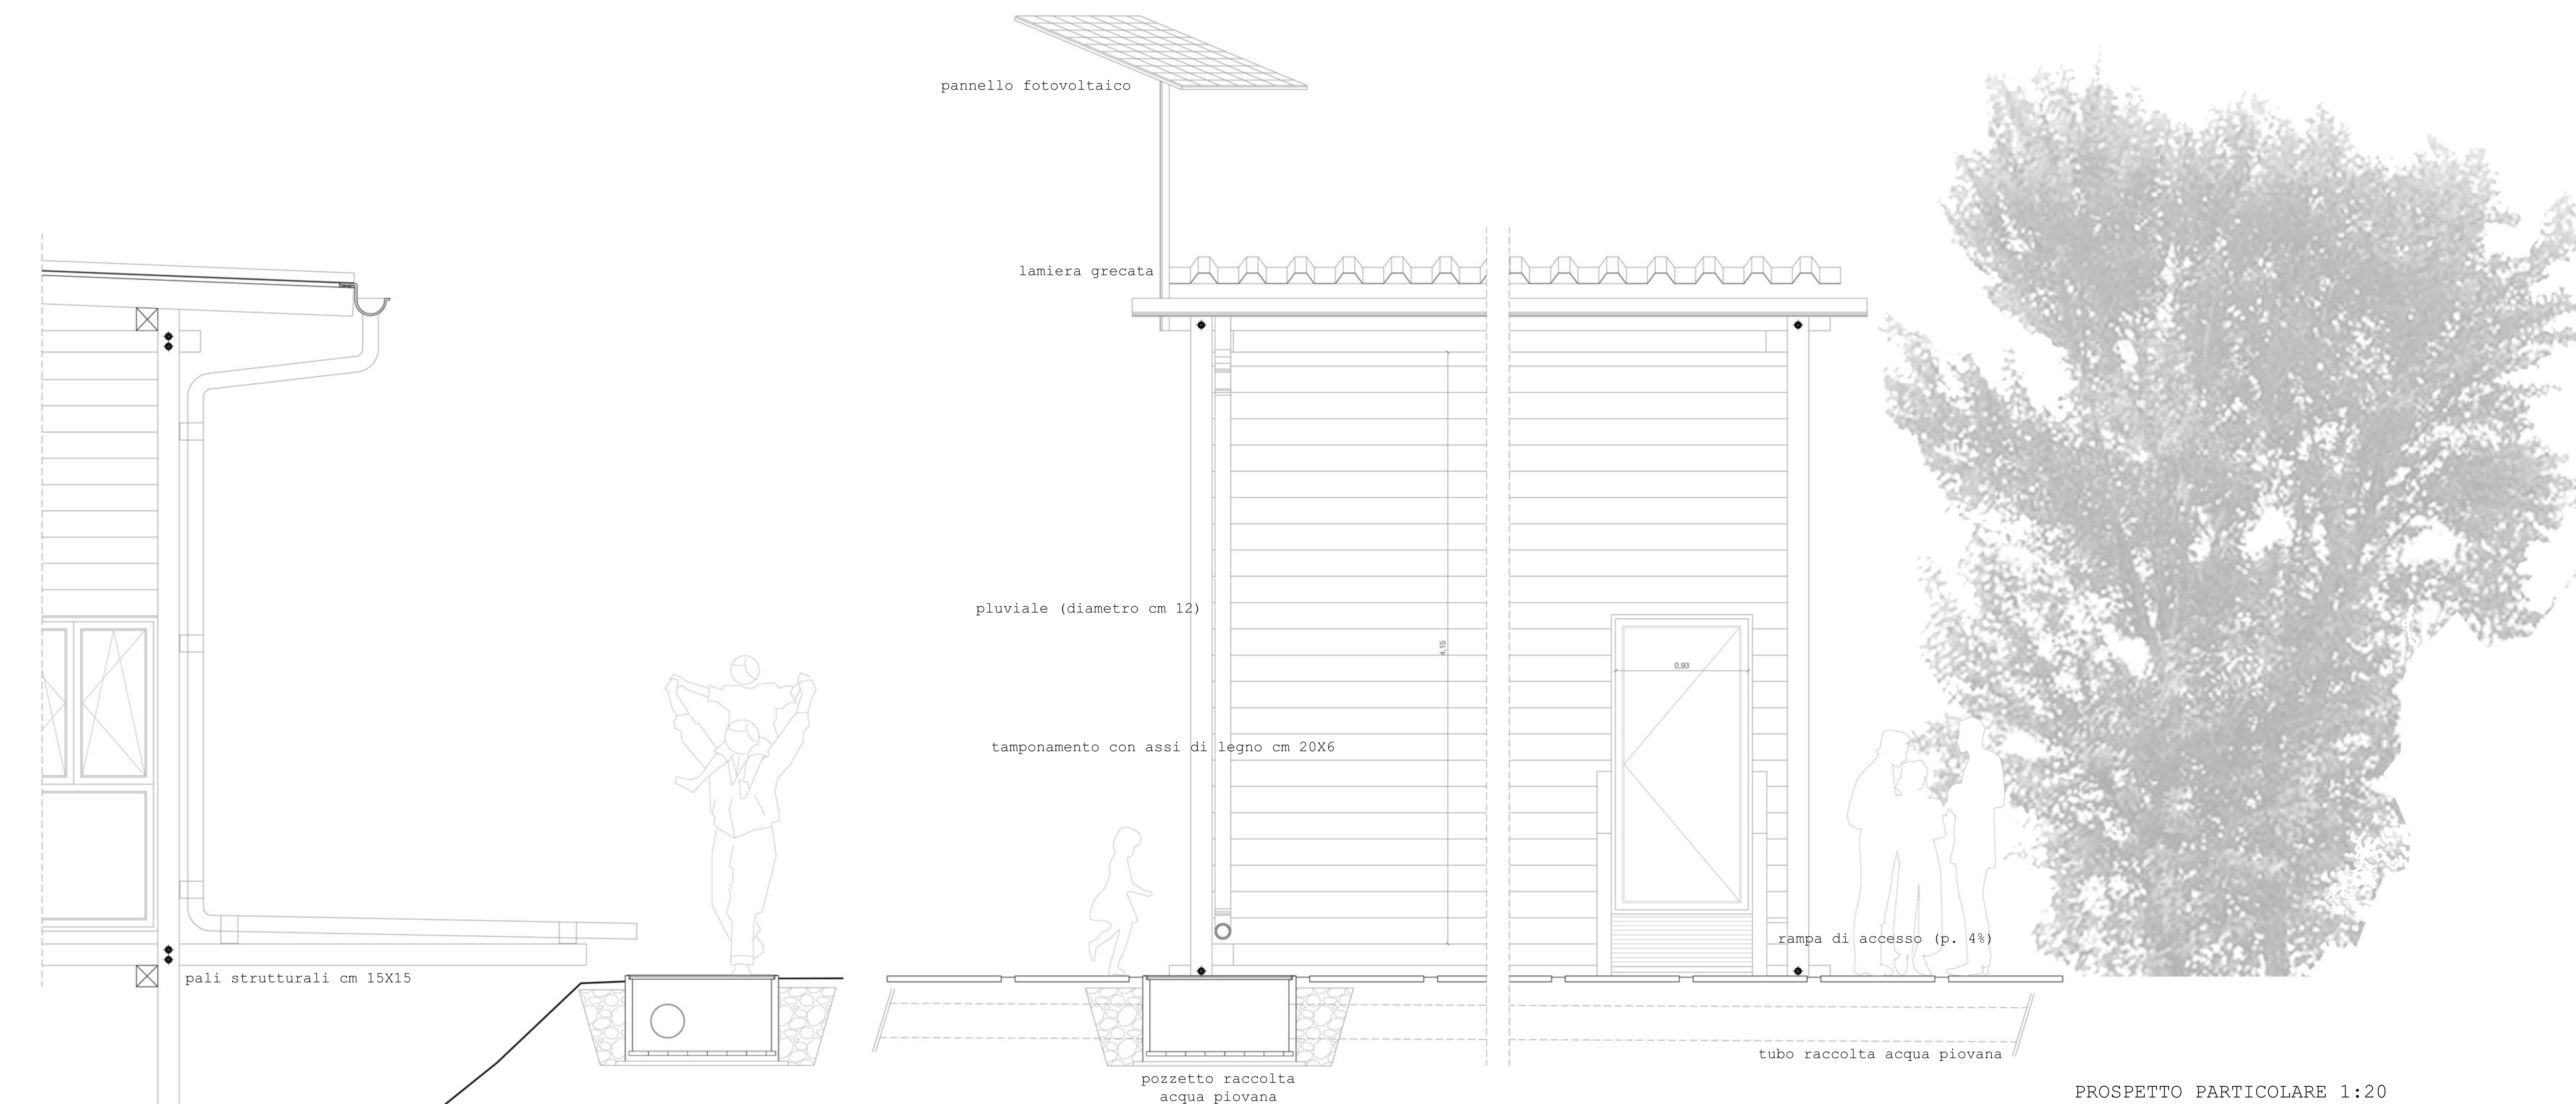 pannello fotovoltaico
lamiera grecata
pluviale (diametro cm 12)
4,15
0,93
tamponamento con assi di legno cm 20X6
rampa di accesso (p. 4%)
pali strutturali cm 15X15
tubo raccolta acqua piovana
pozzetto raccolta
acqua piovana
PROSPETTO PARTICOLARE 1:20